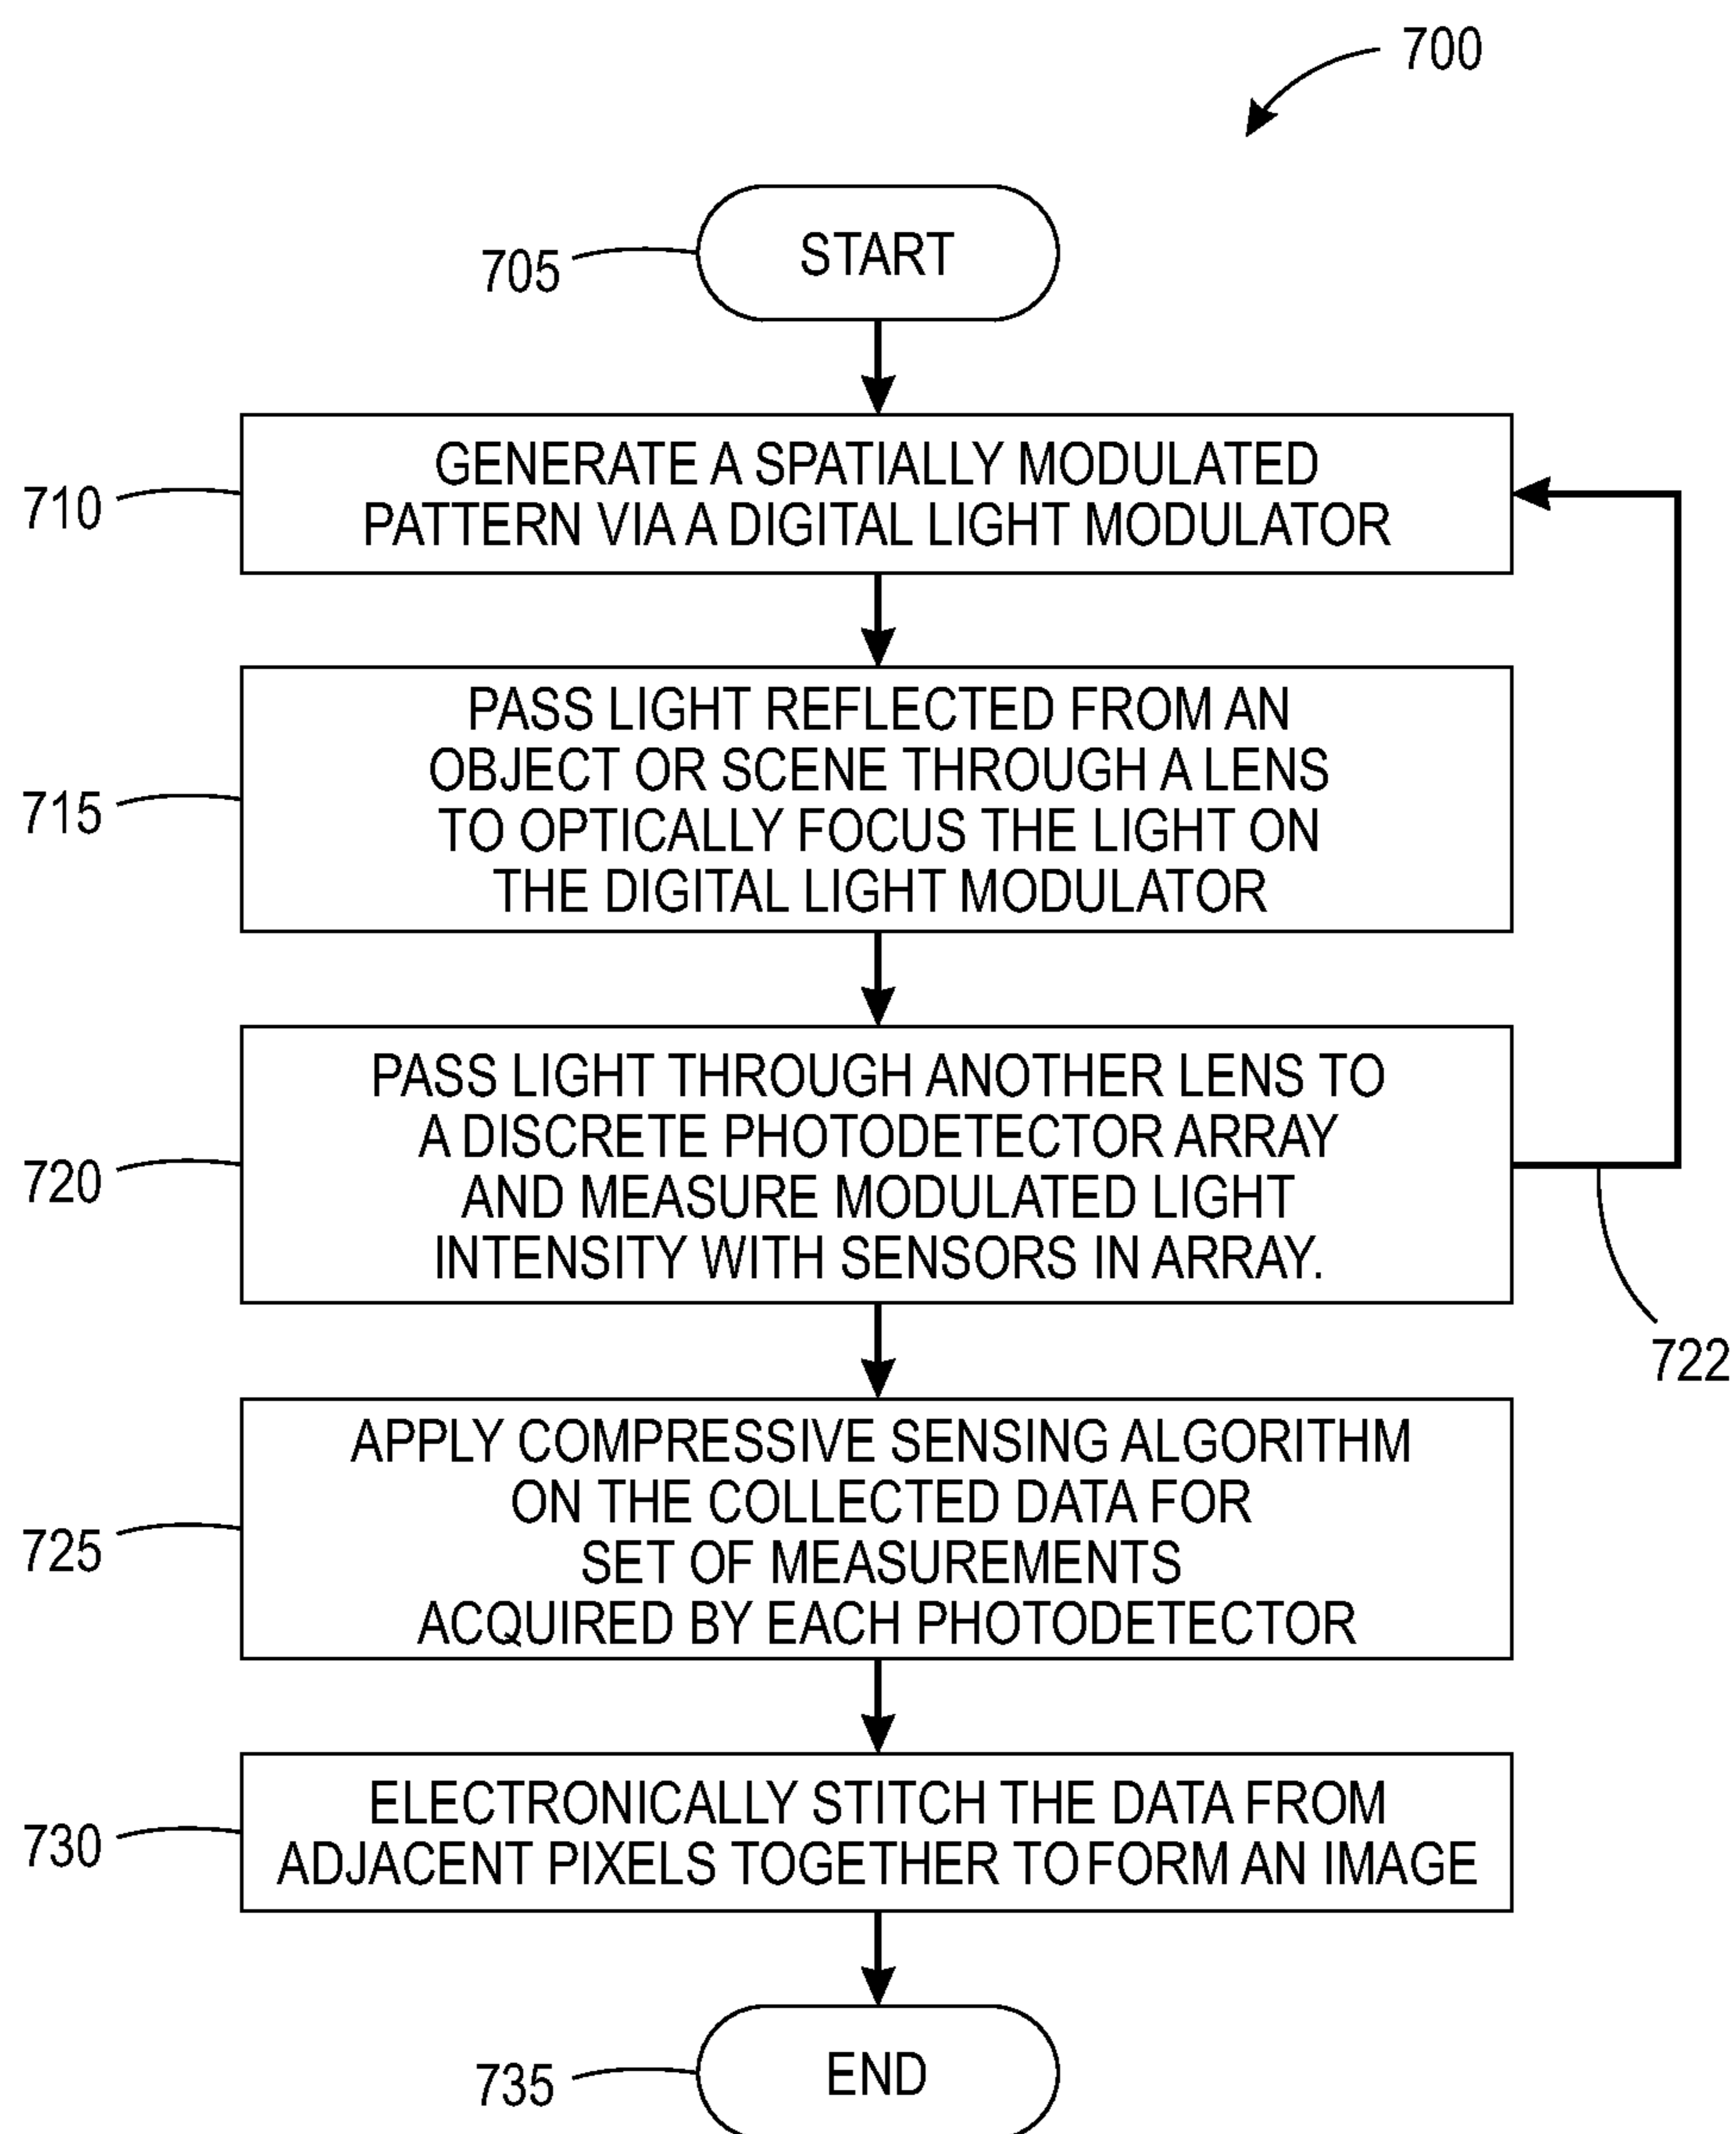 700
705
START
710
GENERATE A SPATIALLY MODULATED
PATTERN VIA A DIGITAL LIGHT MODULATOR
715
PASS LIGHT REFLECTED FROM AN
OBJECT OR SCENE THROUGH A LENS
TO OPTICALLY FOCUS THE LIGHT ON
THE DIGITAL LIGHT MODULATOR
720
PASS LIGHT THROUGH ANOTHER LENS TO
A DISCRETE PHOTODETECTOR ARRAY
AND MEASURE MODULATED LIGHT
INTENSITY WITH SENSORS IN ARRAY.
722
725
APPLY COMPRESSIVE SENSING ALGORITHM
ON THE COLLECTED DATA FOR
SET OF MEASUREMENTS
ACQUIRED BY EACH PHOTODETECTOR
730
ELECTRONICALLY STITCH THE DATA FROM
ADJACENT PIXELS TOGETHER TO FORM AN IMAGE
735
END